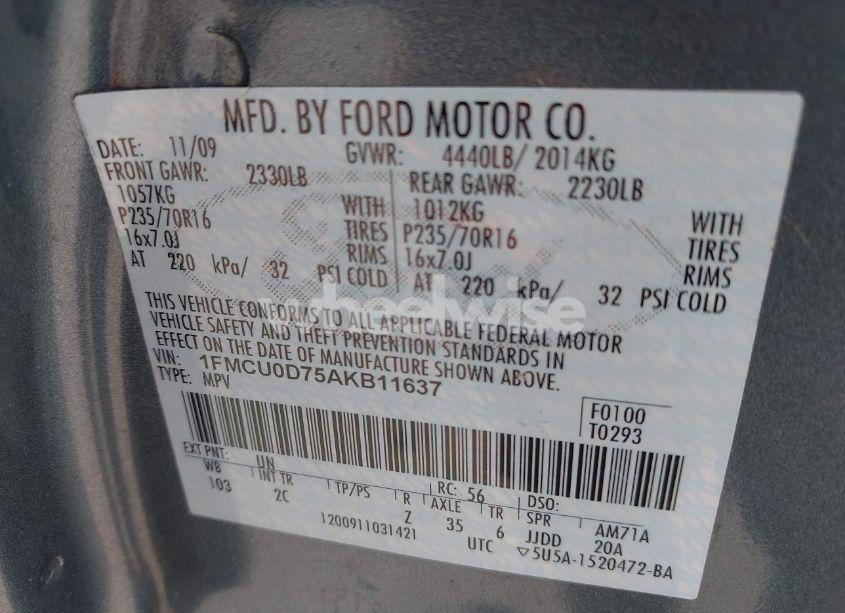 MFD. BY FORD MOTOR CO.
DATE: 11/09 GVWR: 4440LB/ 2014KG
FRONT GAWR: 2330LB REAR GAWR: 2230LB
1057KG WITH 1012KG WITH
P235/70R16 TIRES P235/70R16 TIRES
16x7.0J RIMS 16x7.0J RIMS
AT 220 kPa/ 32 PSI COLD AT 220 kPa/ 32 PSI COLD
wheelwise
THIS VEHICLE CONFORMS TO ALL APPLICABLE FEDERAL MOTOR
VEHICLE SAFETY AND THEFT PREVENTION STANDARDS IN
EFFECT ON THE DATE OF MANUFACTURE SHOWN ABOVE.
VIN: 1FMCU0D75AKB11637
TYPE: MPV
F0100
T0293
EXT PNT: UN RC: 56 DSO:
WB INT TR TP/PS R AXLE TR SPR AM71A
103 2C Z 35 6 JJDD 20A
1200911031421 UTC ▽5U5A-1520472-BA